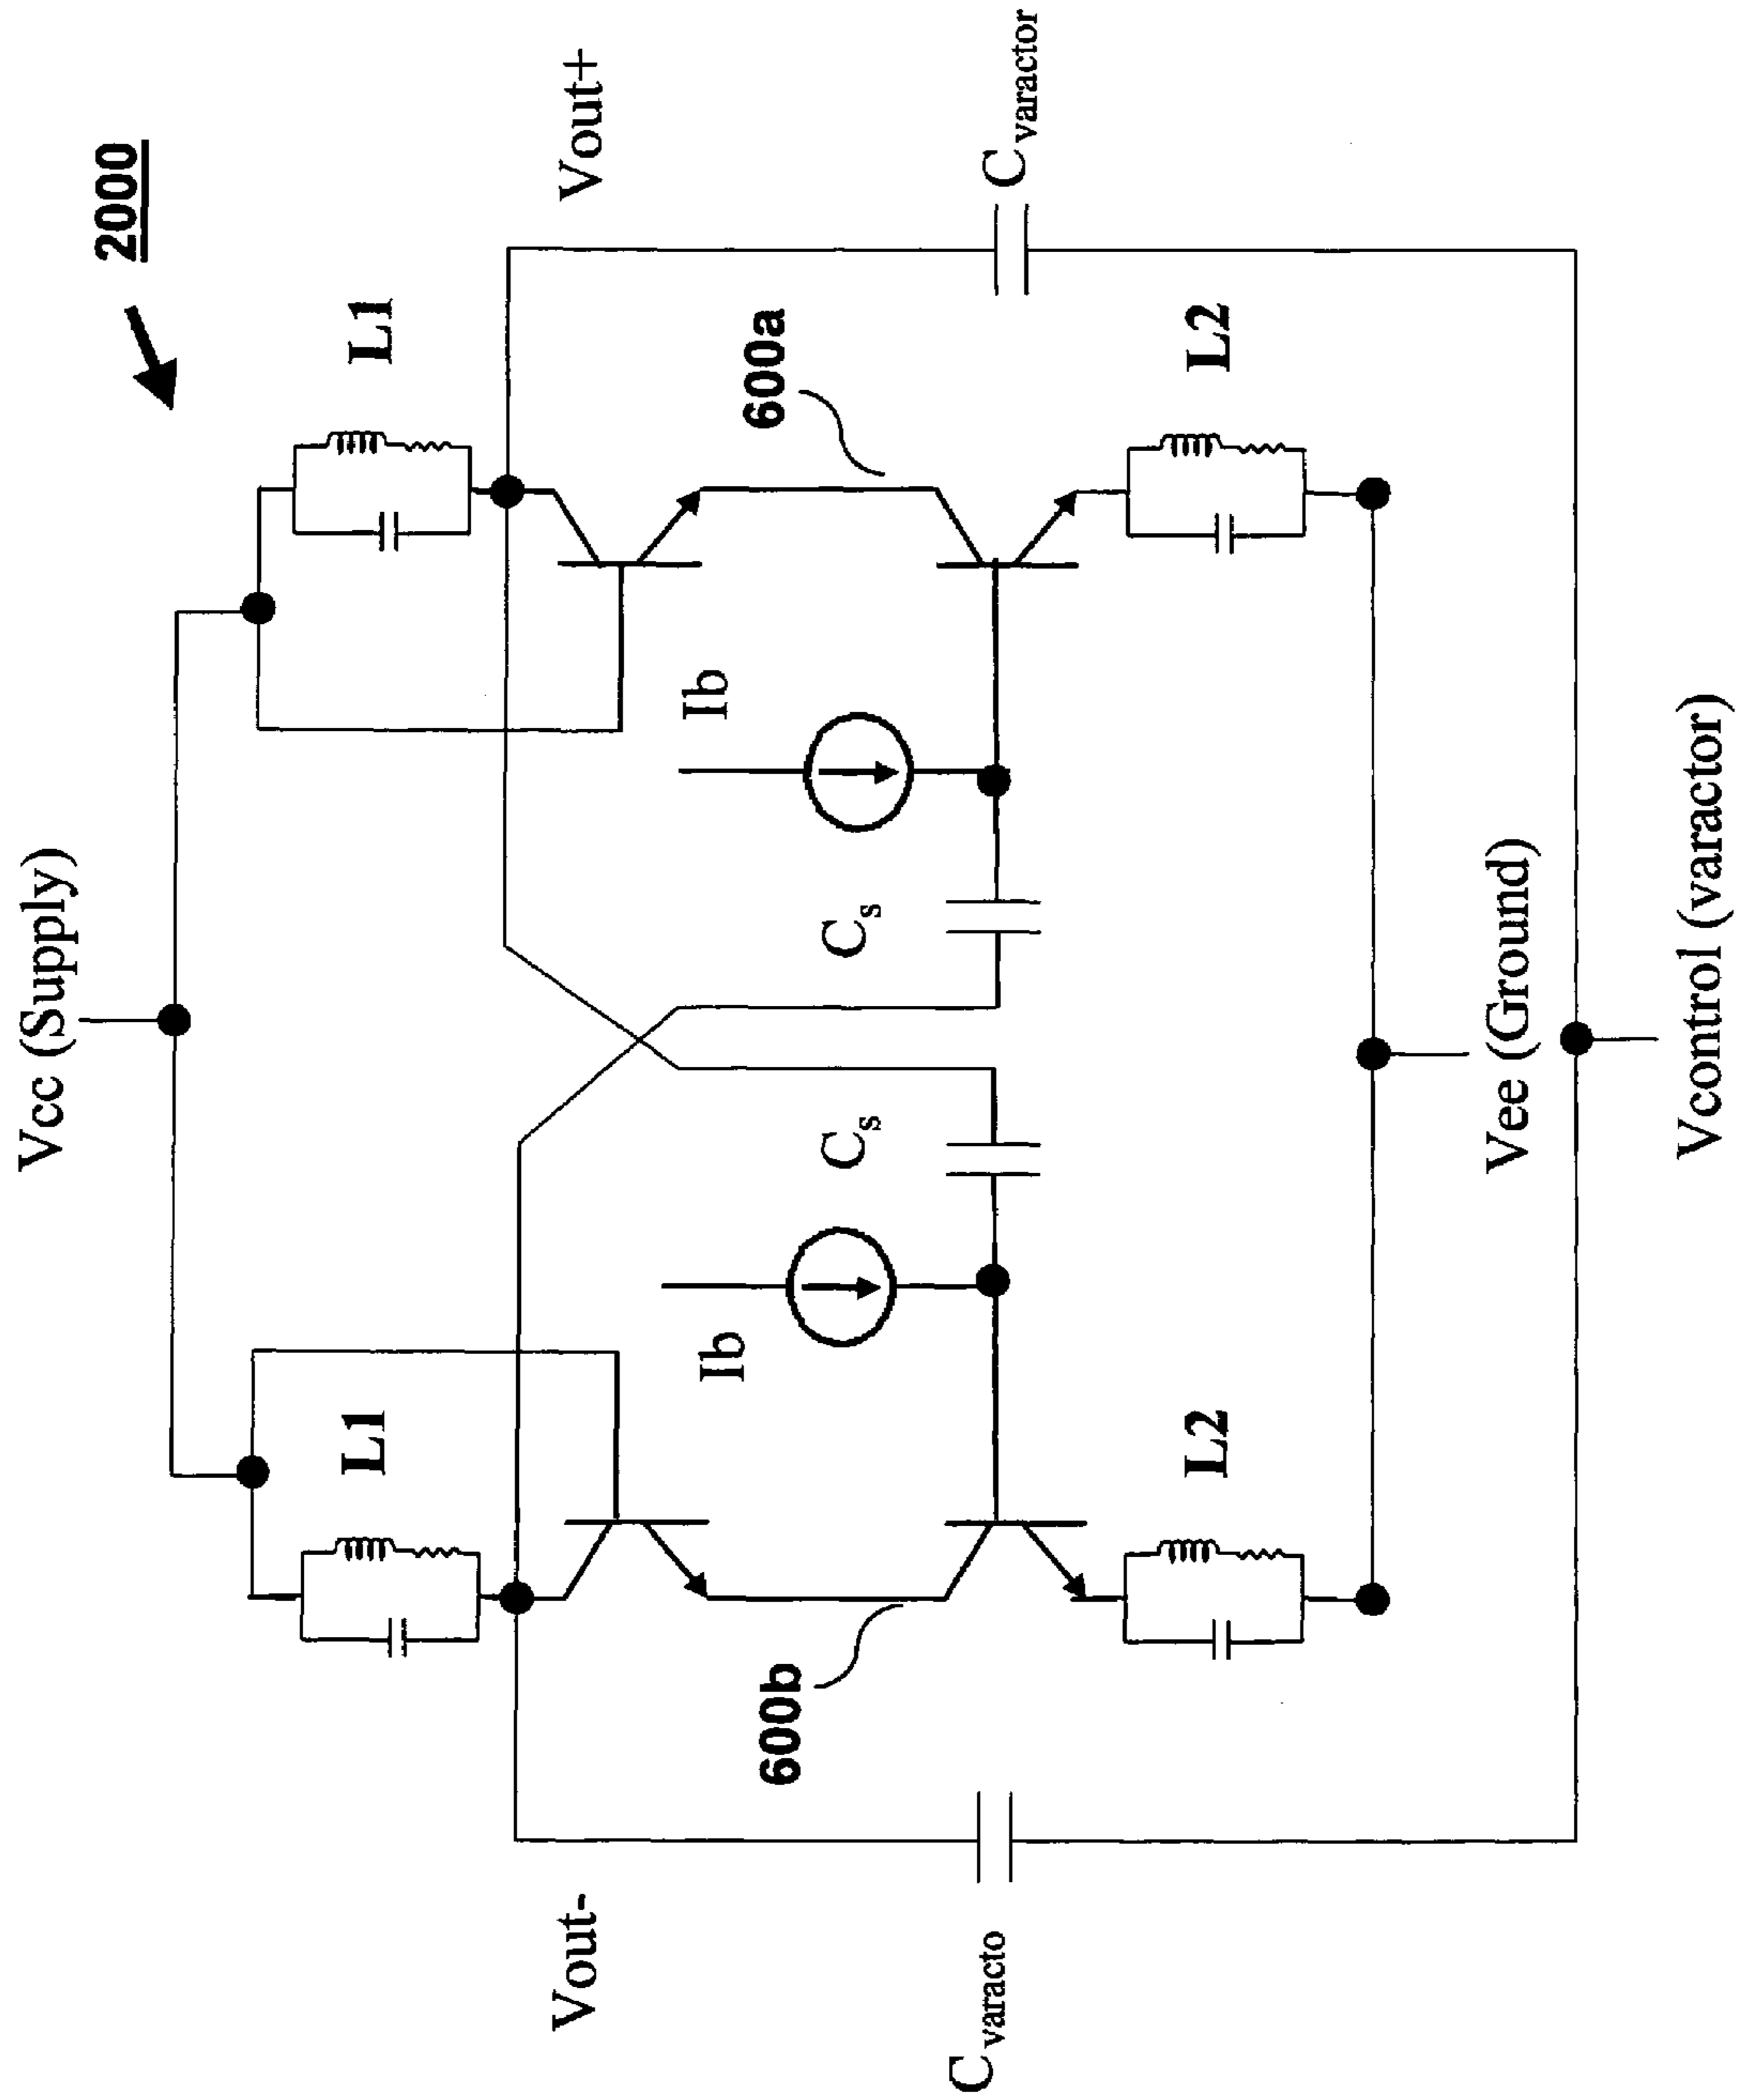 2000
Vcc (Supply)
L1
L1
Vout-
Vout+
Ib
Ib
600b
600a
Cs
Cs
Cvaracto
Cvaractor
L2
L2
Vee (Ground)
Vcontrol (varactor)